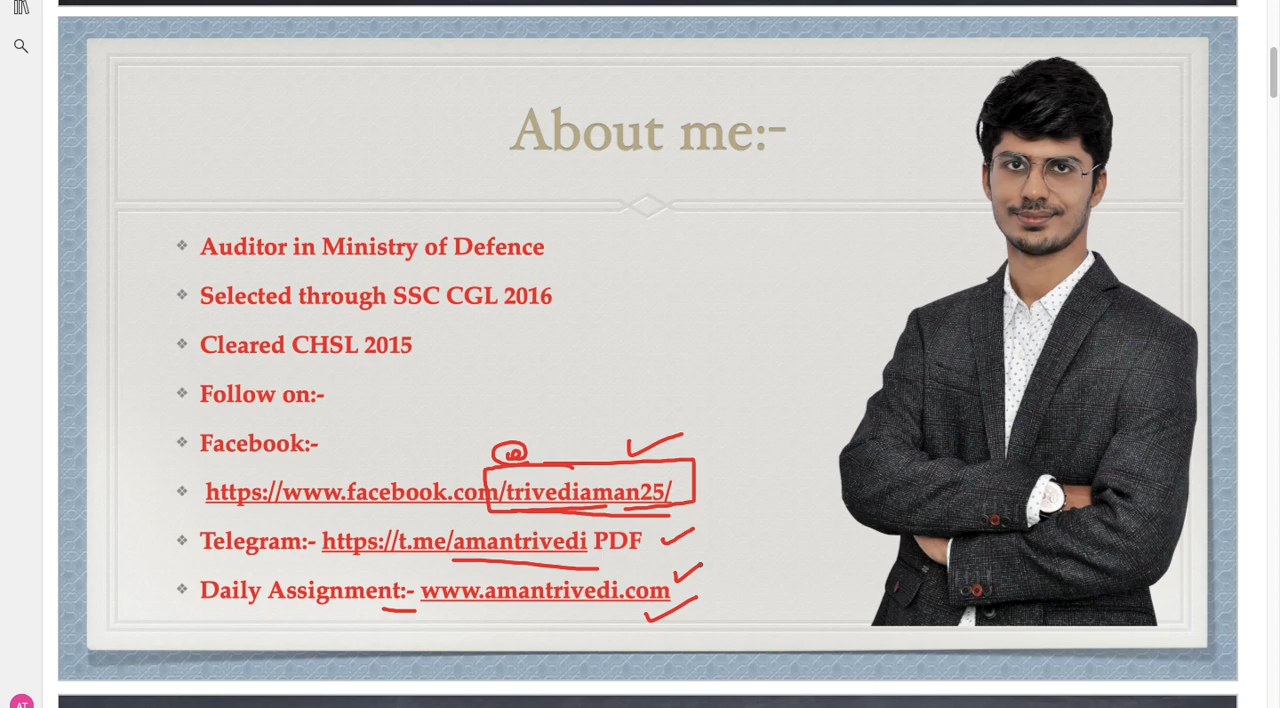 About me:-
Auditor in Ministry of Defence
Selected through SSC CGL 2016
Cleared CHSL 2015
Follow on:-
Facebook:-
https://www.facebook.com/trivediaman25/
Telegram:- https://t.me/amantrivedi PDF
Daily Assignment:- www.amantrivedi.com
AT